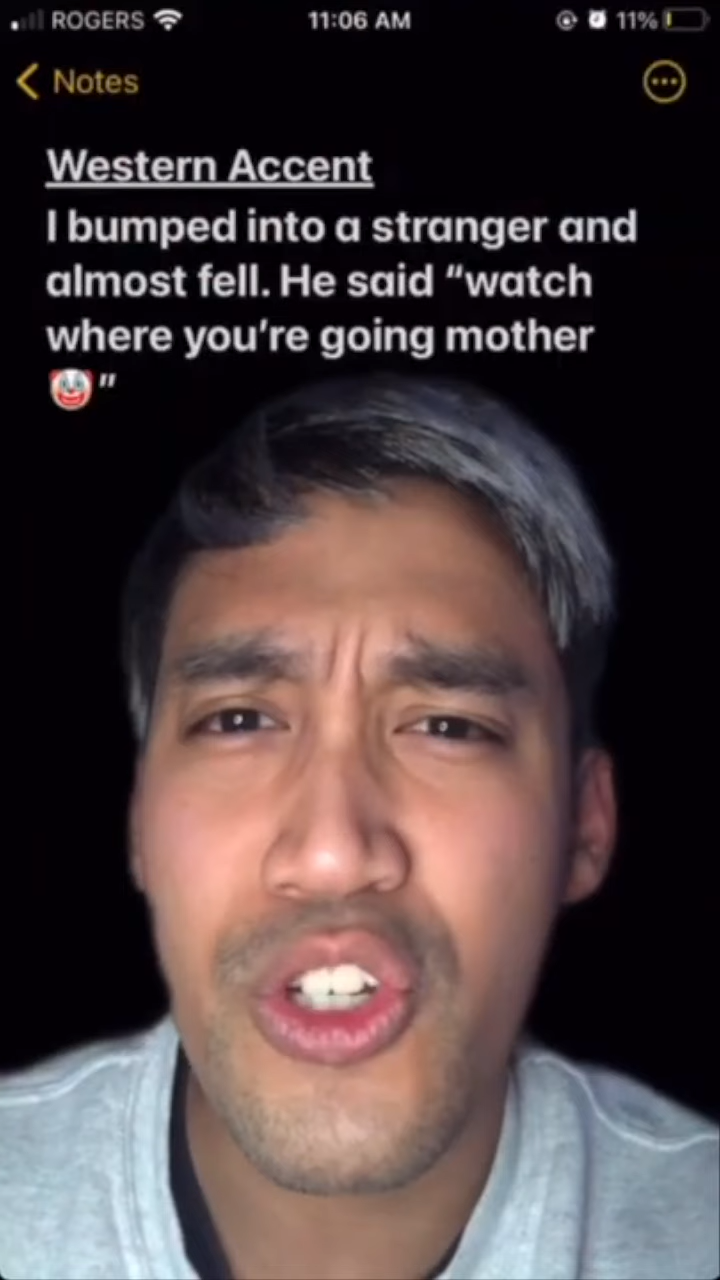 ROGERS 11:06 AM 11%
Notes
Western Accent
I bumped into a stranger and
almost fell. He said “watch
where you’re going mother
🤡”